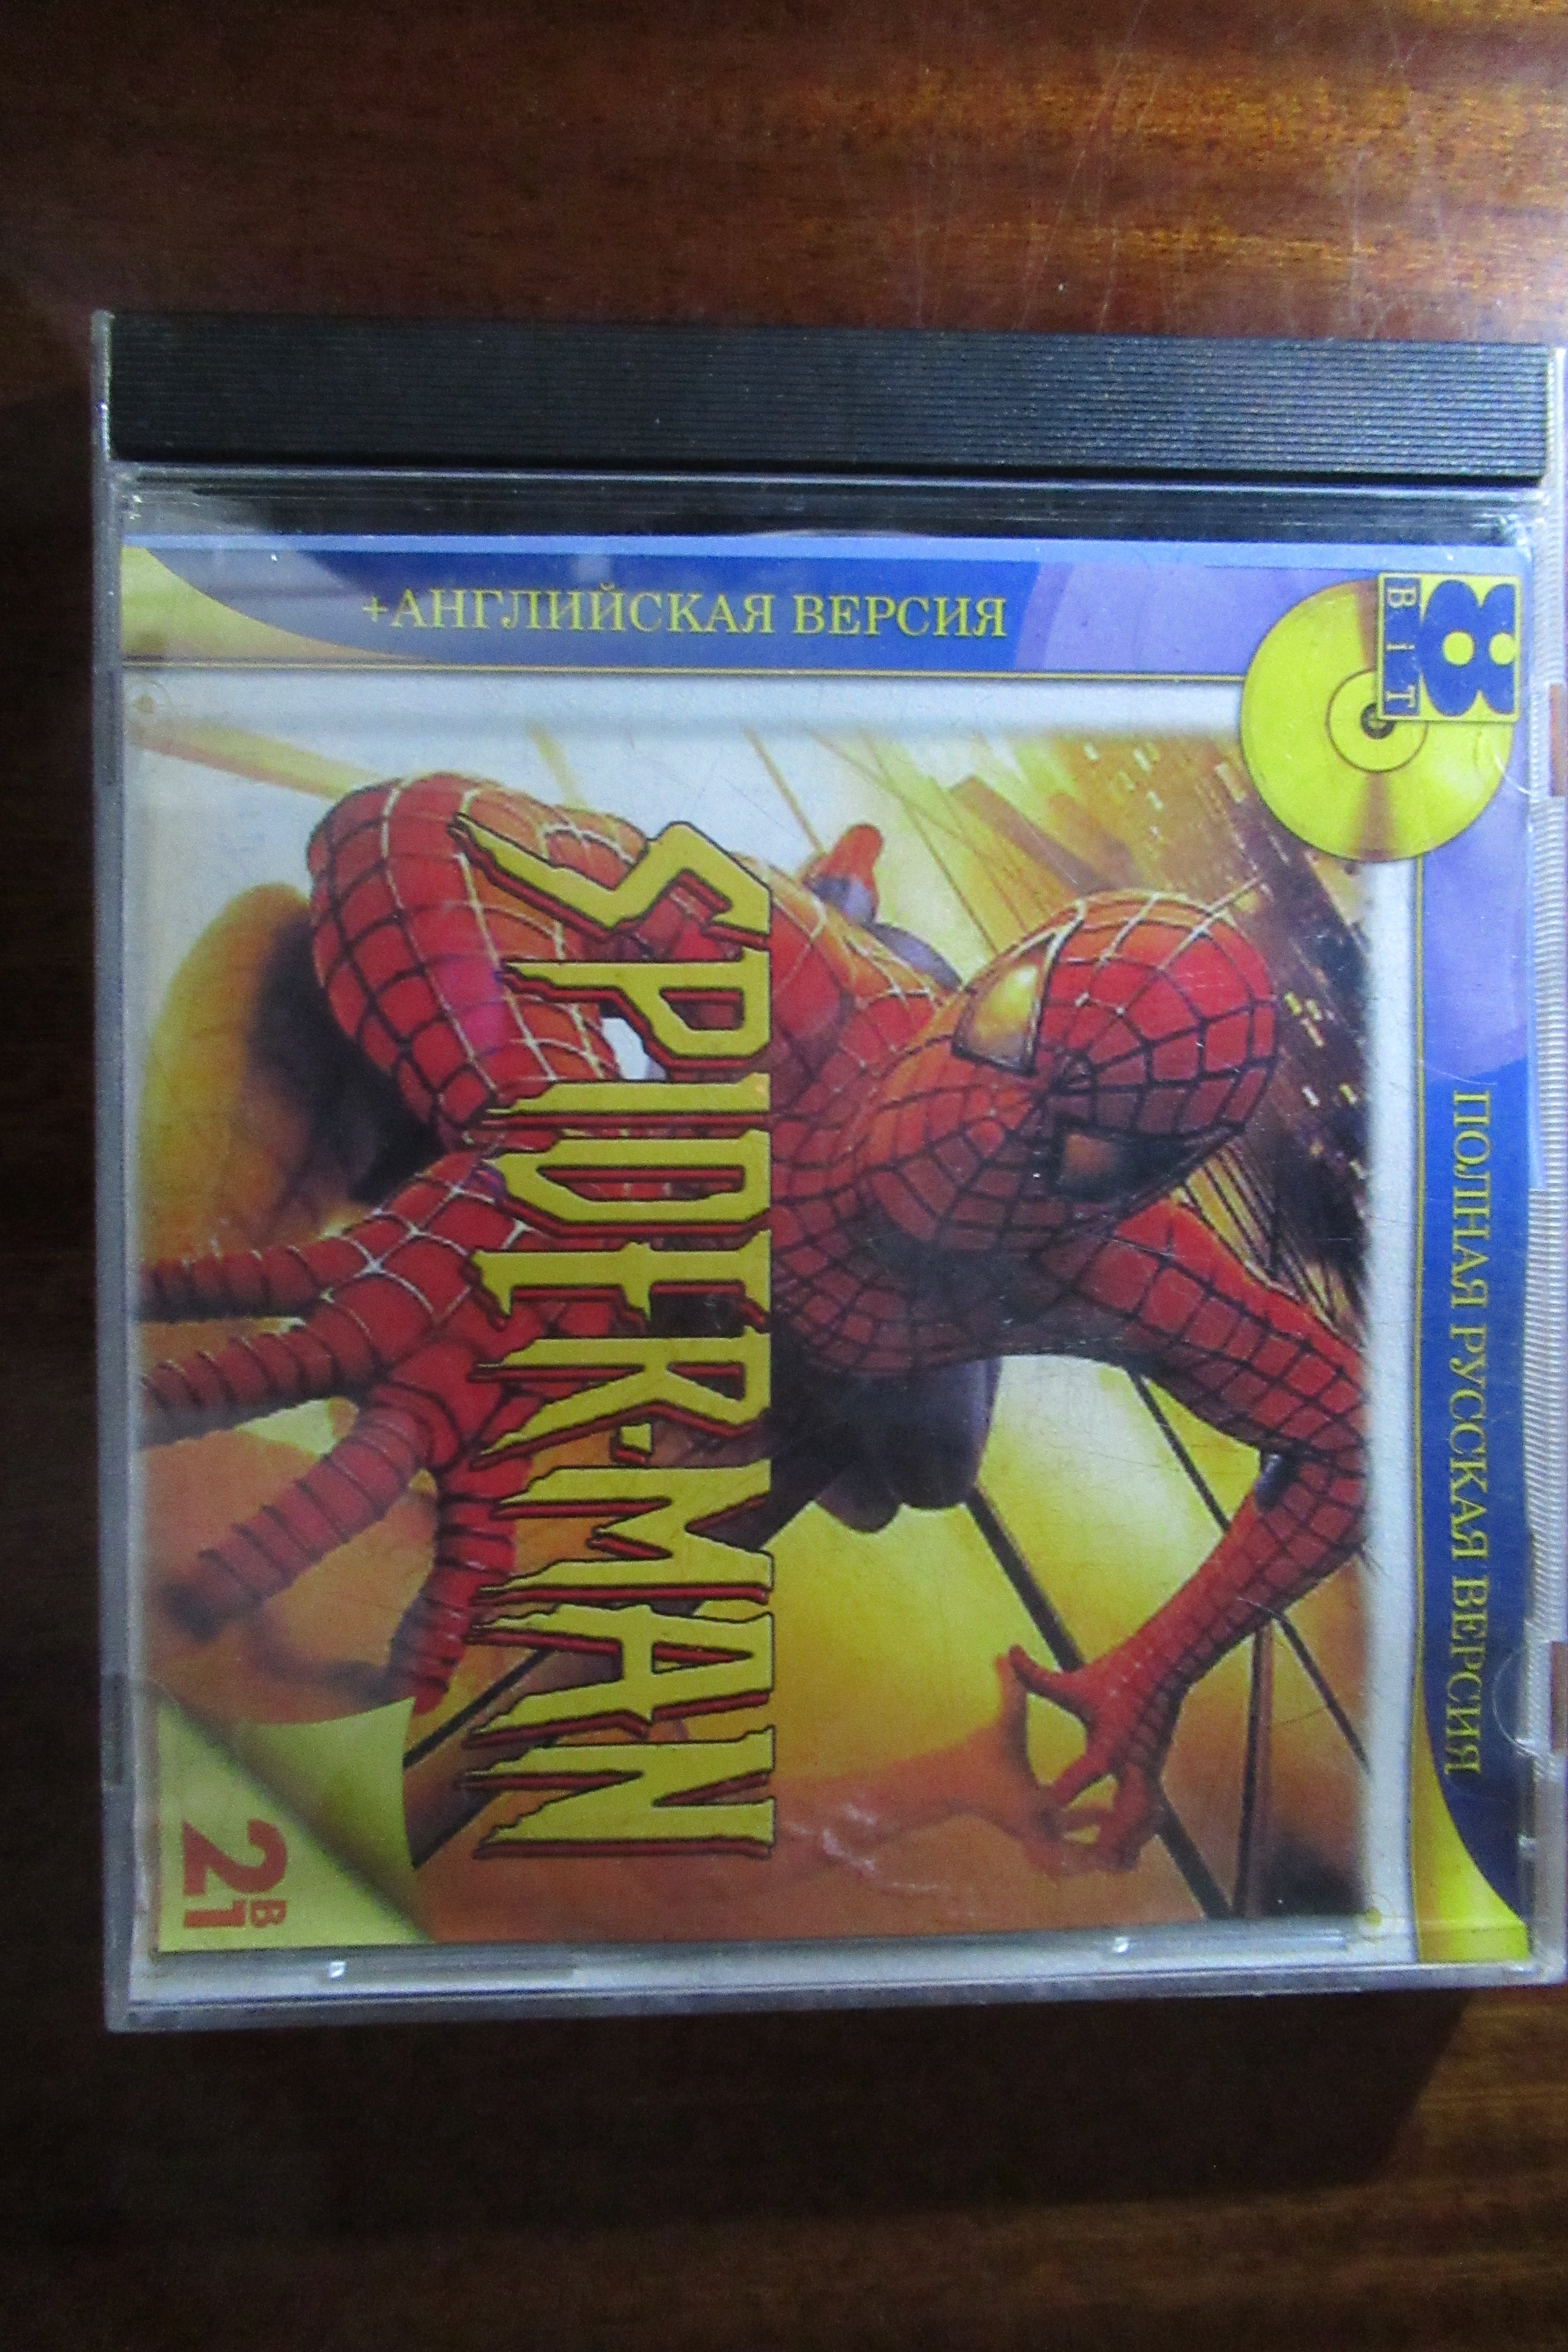 8
BiT
ПОЛНАЯ РУССКАЯ ВЕРСИЯ
+АНГЛИЙСКАЯ ВЕРСИЯ
SPIDER-MAN
2 В 1